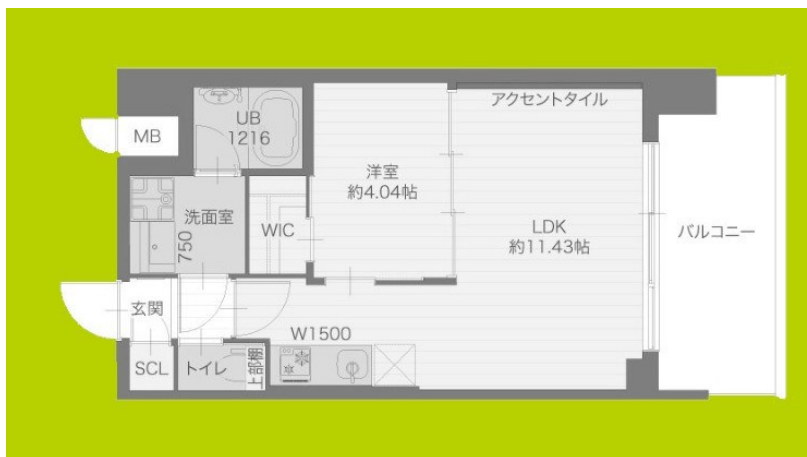 アクセントタイル
UB
1216
MB
洋室
約4.04帖
洗面室
750
WIC
LDK
約11.43帖
バルコニー
玄関
W1500
SCL
トイレ
上部棚